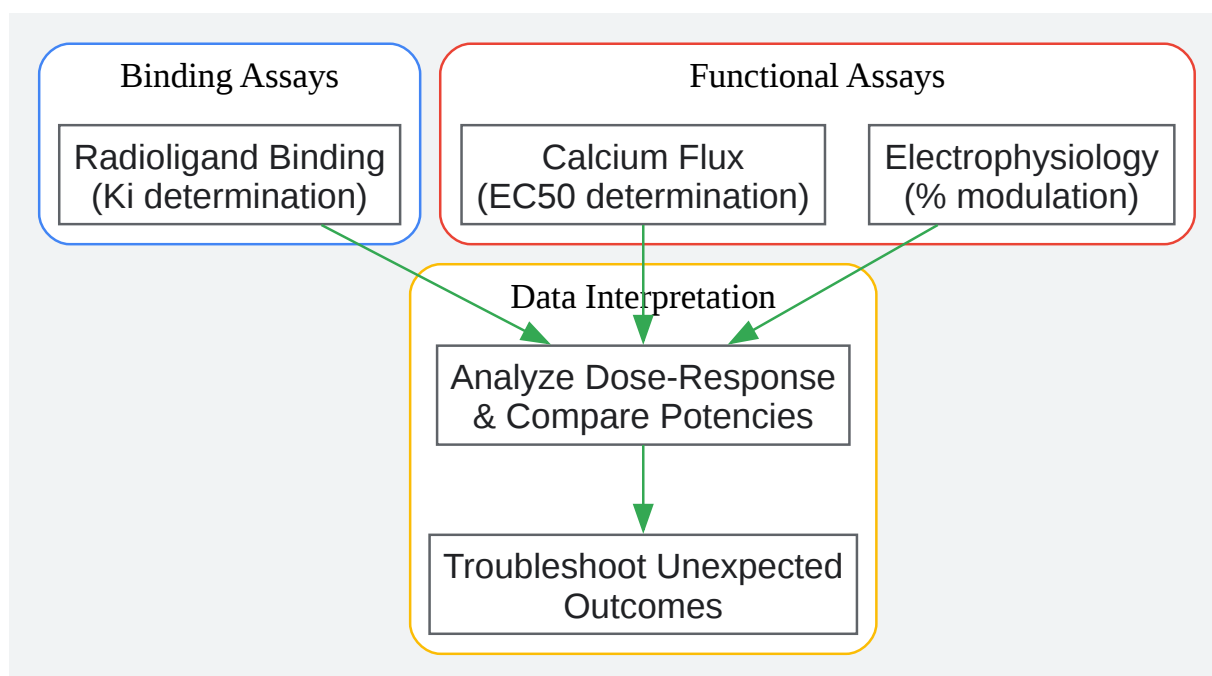 Binding Assays
Functional Assays
Radioligand Binding
(Ki determination)
Calcium Flux
(EC50 determination)
Electrophysiology
(% modulation)
Data Interpretation
Analyze Dose-Response
& Compare Potencies
Troubleshoot Unexpected
Outcomes